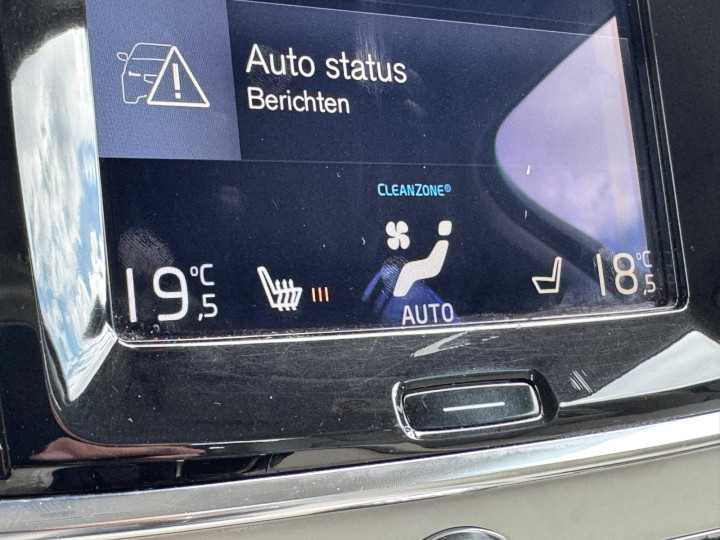 Auto status
Berichten
CLEANZONE®
19,5 °C
18,5 °C
AUTO